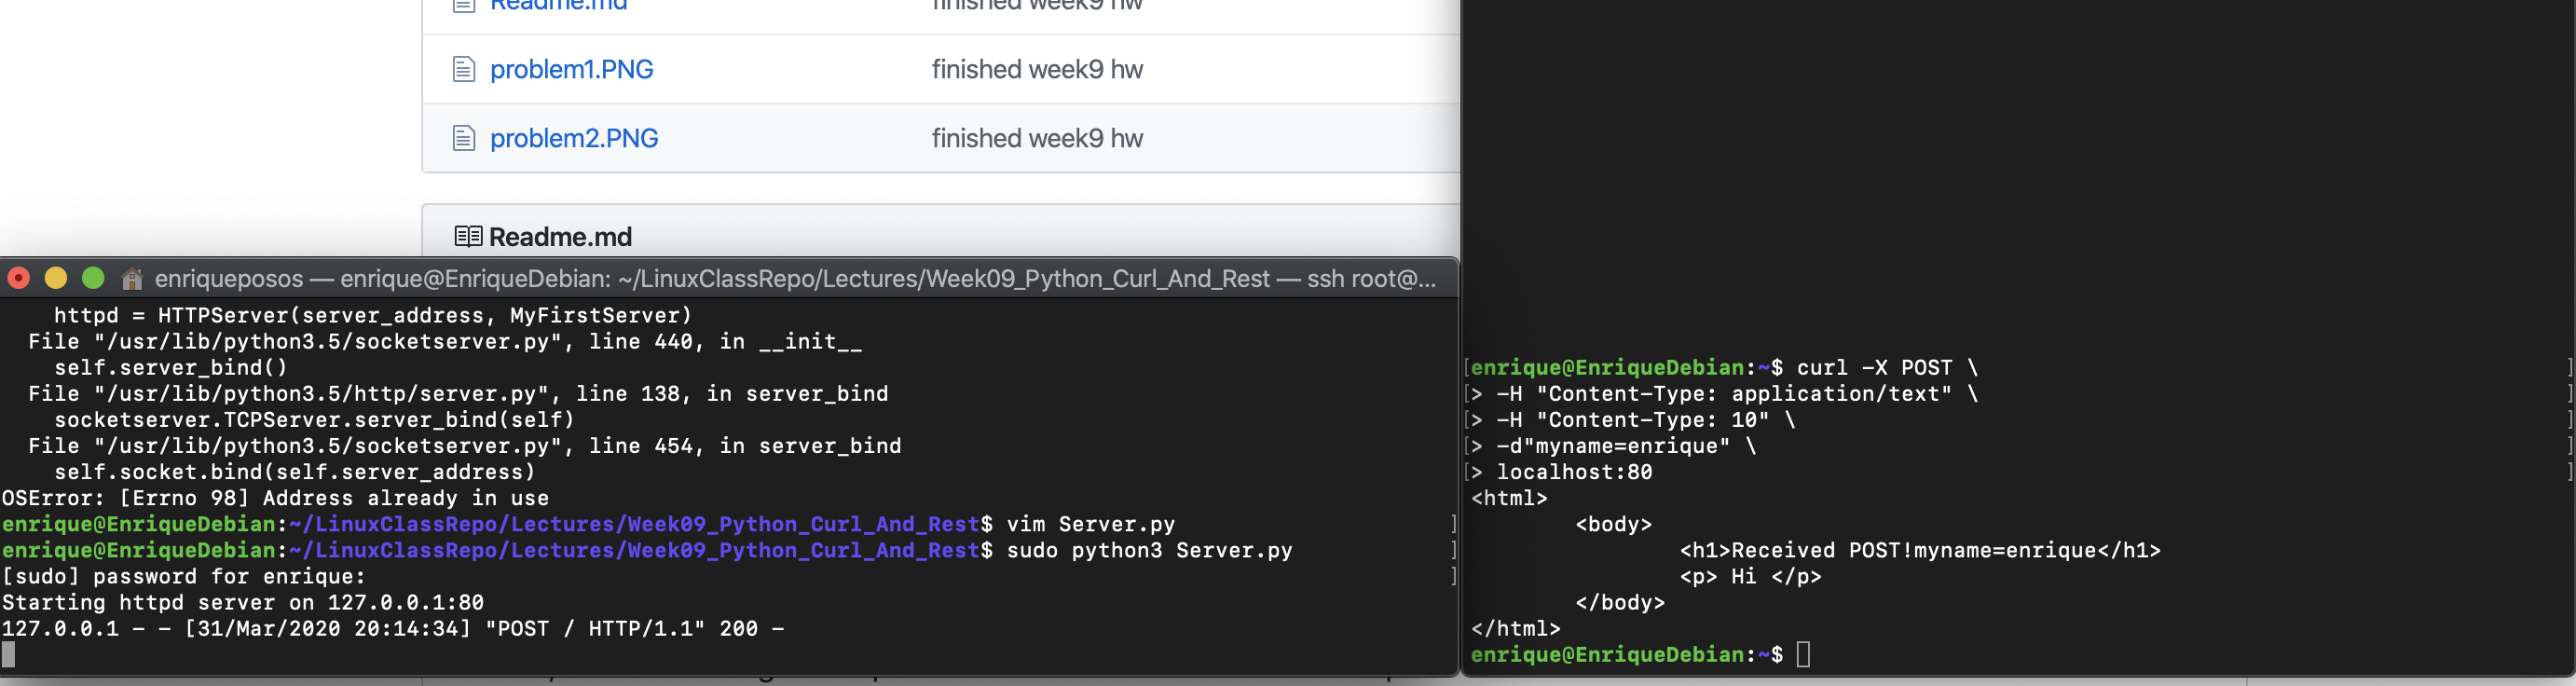 Readme.md finished week9 hw
problem1.PNG finished week9 hw
problem2.PNG finished week9 hw
Readme.md
enriqueposos — enrique@EnriqueDebian: ~/LinuxClassRepo/Lectures/Week09_Python_Curl_And_Rest — ssh root@...
    httpd = HTTPServer(server_address, MyFirstServer)
  File "/usr/lib/python3.5/socketserver.py", line 440, in __init__
    self.server_bind()
  File "/usr/lib/python3.5/http/server.py", line 138, in server_bind
    socketserver.TCPServer.server_bind(self)
  File "/usr/lib/python3.5/socketserver.py", line 454, in server_bind
    self.socket.bind(self.server_address)
OSError: [Errno 98] Address already in use
enrique@EnriqueDebian:~/LinuxClassRepo/Lectures/Week09_Python_Curl_And_Rest$ vim Server.py ]
enrique@EnriqueDebian:~/LinuxClassRepo/Lectures/Week09_Python_Curl_And_Rest$ sudo python3 Server.py ]
[sudo] password for enrique: ]
Starting httpd server on 127.0.0.1:80
127.0.0.1 - - [31/Mar/2020 20:14:34] "POST / HTTP/1.1" 200 -
[enrique@EnriqueDebian:~$ curl -X POST \ ]
[> -H "Content-Type: application/text" \ ]
[> -H "Content-Type: 10" \ ]
[> -d"myname=enrique" \ ]
[> localhost:80 ]
<html>
        <body>
                <h1>Received POST!myname=enrique</h1>
                <p> Hi </p>
        </body>
</html>
enrique@EnriqueDebian:~$